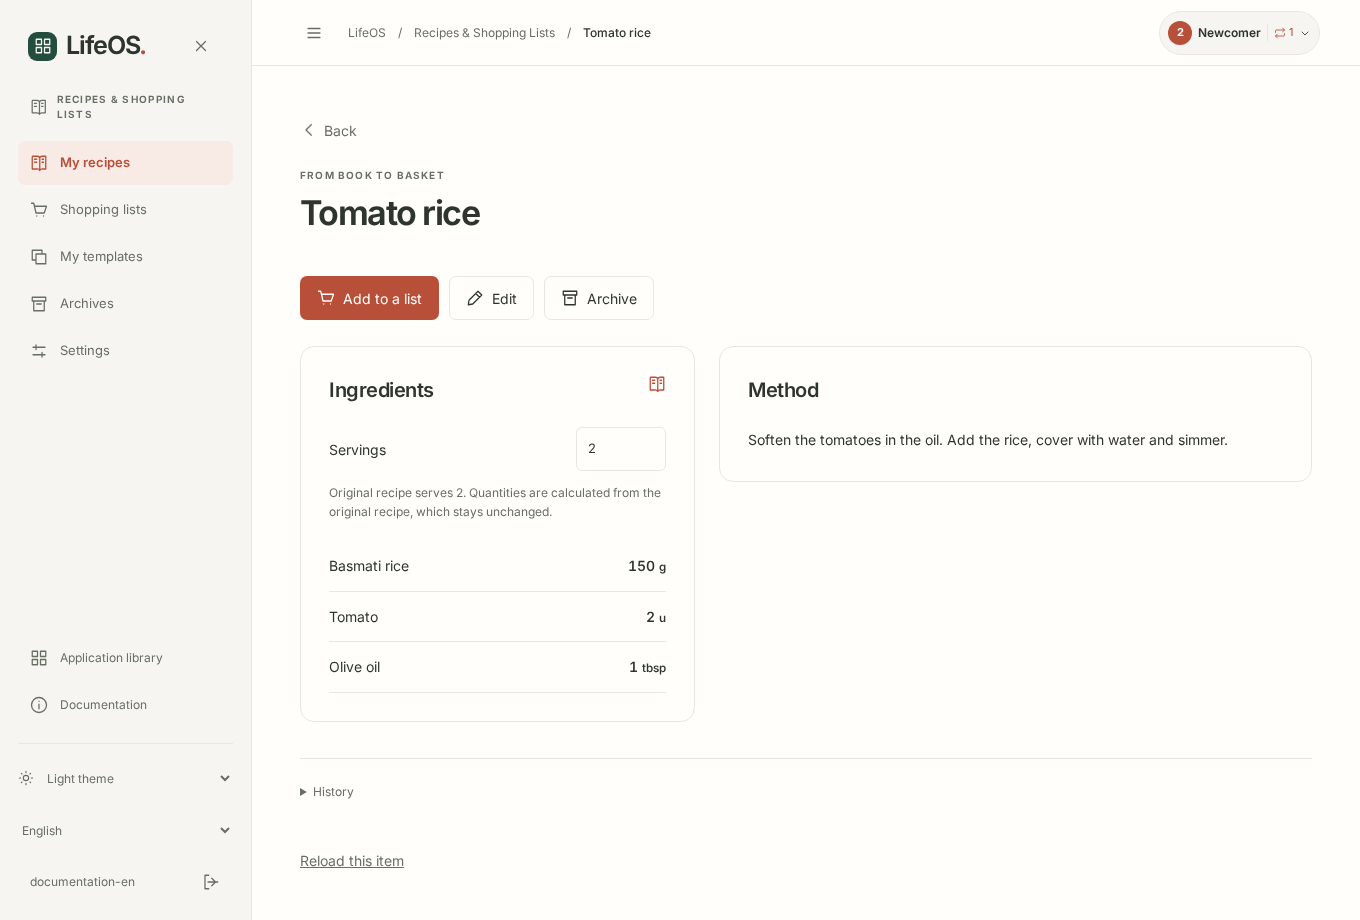 LifeOS.
RECIPES & SHOPPING
LISTS
My recipes
Shopping lists
My templates
Archives
Settings
Application library
Documentation
Light theme
English
documentation-en
LifeOS / Recipes & Shopping Lists / Tomato rice
2 Newcomer 1
Back
FROM BOOK TO BASKET
Tomato rice
Add to a list
Edit
Archive
Ingredients
Servings 2
Original recipe serves 2. Quantities are calculated from the
original recipe, which stays unchanged.
Basmati rice 150 g
Tomato 2 u
Olive oil 1 tbsp
Method
Soften the tomatoes in the oil. Add the rice, cover with water and simmer.
History
Reload this item